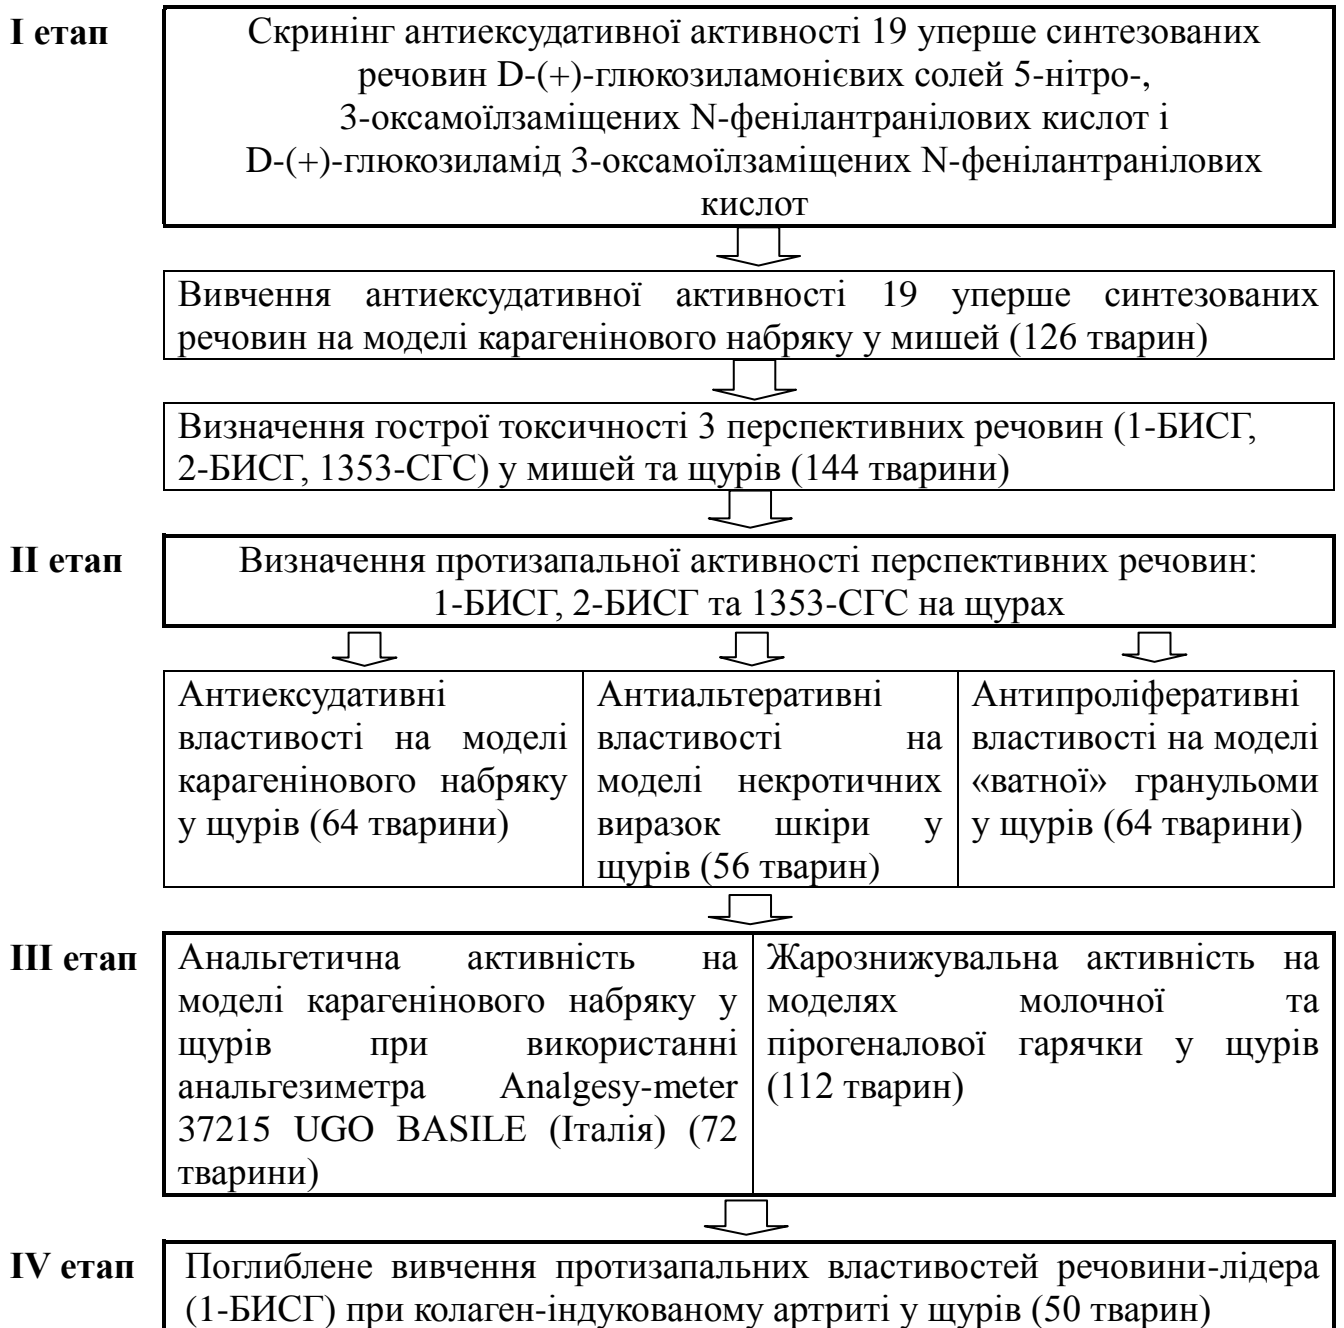 I етап
Скринінг антиексудативної активності 19 уперше синтезованих
речовин D-(+)-глюкозиламонієвих солей 5-нітро-,
3-оксамоїлзаміщених N-фенілантранілових кислот і
D-(+)-глюкозиламід 3-оксамоїлзаміщених N-фенілантранілових
кислот
Вивчення антиексудативної активності 19 уперше синтезованих
речовин на моделі карагенінового набряку у мишей (126 тварин)
Визначення гострої токсичності 3 перспективних речовин (1-БИСГ,
2-БИСГ, 1353-СГС) у мишей та щурів (144 тварини)
II етап
Визначення протизапальної активності перспективних речовин:
1-БИСГ, 2-БИСГ та 1353-СГС на щурах
Антиексудативні
властивості на моделі
карагенінового набряку
у щурів (64 тварини)
Антиальтеративні
властивості на
моделі некротичних
виразок шкіри у
щурів (56 тварин)
Антипроліферативні
властивості на моделі
«ватної» гранульоми
у щурів (64 тварини)
III етап
Анальгетична активність на
моделі карагенінового набряку у
щурів при використанні
анальгезиметра Analgesy-meter
37215 UGO BASILE (Італія) (72
тварини)
Жарознижувальна активність на
моделях молочної та
пірогеналової гарячки у щурів
(112 тварин)
IV етап
Поглиблене вивчення протизапальних властивостей речовини-лідера
(1-БИСГ) при колаген-індукованому артриті у щурів (50 тварин)